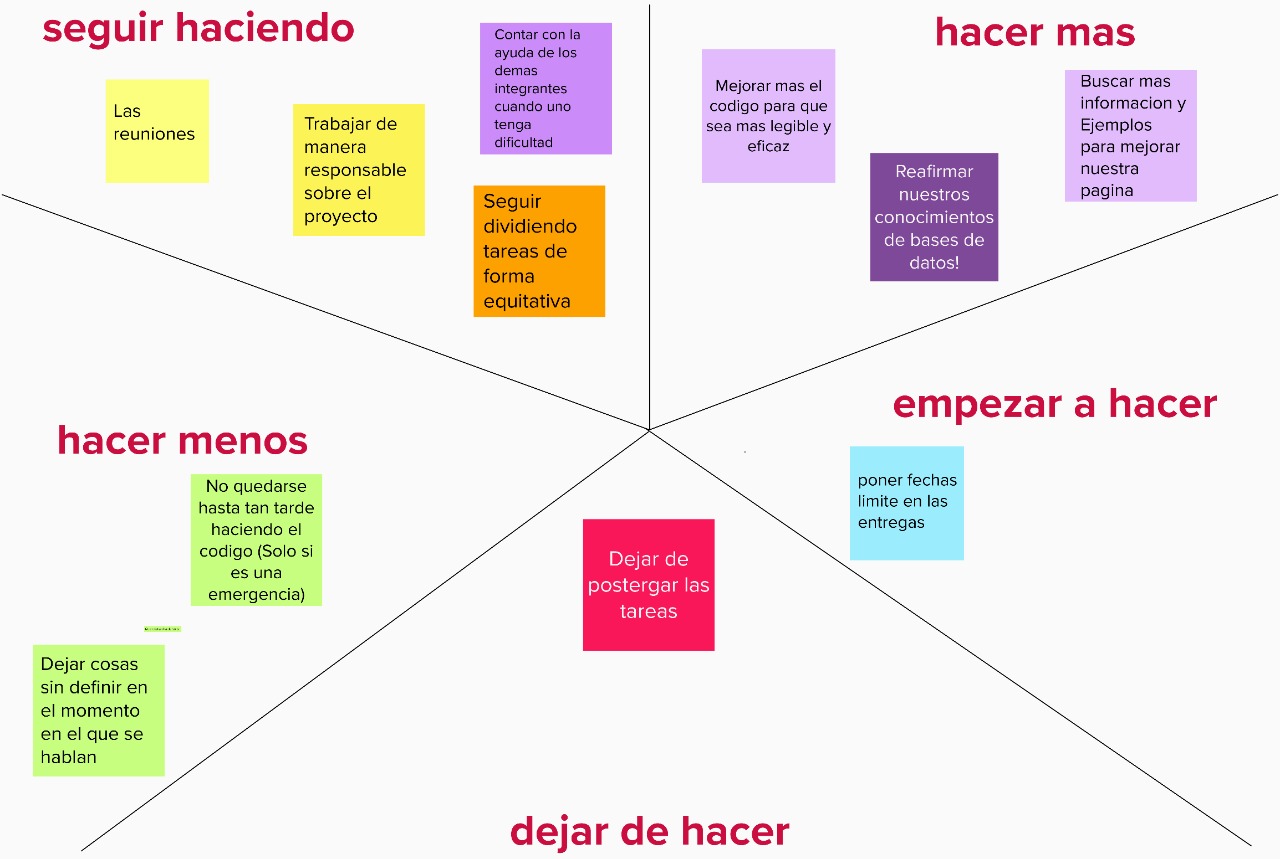 seguir haciendo
Las
reuniones
Trabajar de
manera
responsable
sobre el
proyecto
Contar con la
ayuda de los
demas
integrantes
cuando uno
tenga
dificultad
Seguir
dividiendo
tareas de
forma
equitativa
hacer mas
Mejorar mas el
codigo para que
sea mas legible y
eficaz
Reafirmar
nuestros
conocimientos
de bases de
datos!
Buscar mas
informacion y
Ejemplos
para mejorar
nuestra
pagina
hacer menos
No quedarse
hasta tan tarde
haciendo el
codigo (Solo si
es una
emergencia)
Dejar cosas
sin definir en
el momento
en el que se
hablan
empezar a hacer
poner fechas
limite en las
entregas
Dejar de
postergar las
tareas
dejar de hacer